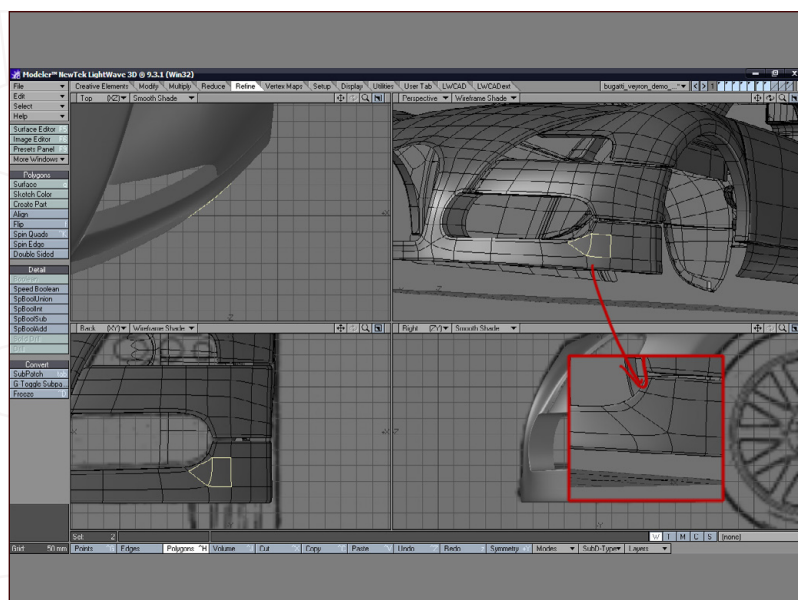 Modeler™ NewTek LightWave 3D ® 9.3.1 (Win32)
File
Creative Elements Modify Multiply Reduce Refine Vertex Maps Setup Display Utilities User Tab LWCAD LWCADext
bugatti_veyron_demo_...
1
Edit
Select
Help
Top (XZ) Smooth Shade
Perspective Wireframe Shade
Surface Editor
Image Editor
Presets Panel
More Windows
Polygons
Surface
Sketch Color
Create Part
Align
Flip
Spin Quads
Spin Edge
Double Sided
Detail
Speed Boolean
SpBoolUnion
SpBoolInt
SpBoolSub
SpBoolAdd
Convert
SubPatch
G Toggle Subpa...
Freeze
Back (XY) Wireframe Shade
Right (ZY) Smooth Shade
Sel: 2
W T M C S (none)
Grid: 50 mm Points Edges Polygons ^H Volume Cut Copy Paste Undo Redo Symmetry Modes SubD-Type Layers